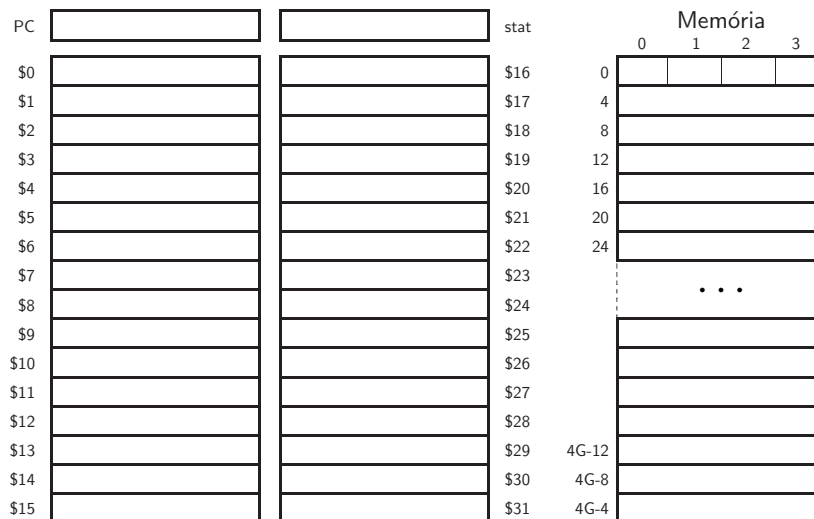 PC stat Memória
0 1 2 3
$0 $16 0
$1 $17 4
$2 $18 8
$3 $19 12
$4 $20 16
$5 $21 20
$6 $22 24
$7 $23
$8 $24 . . .
$9 $25
$10 $26
$11 $27
$12 $28
$13 $29 4G-12
$14 $30 4G-8
$15 $31 4G-4